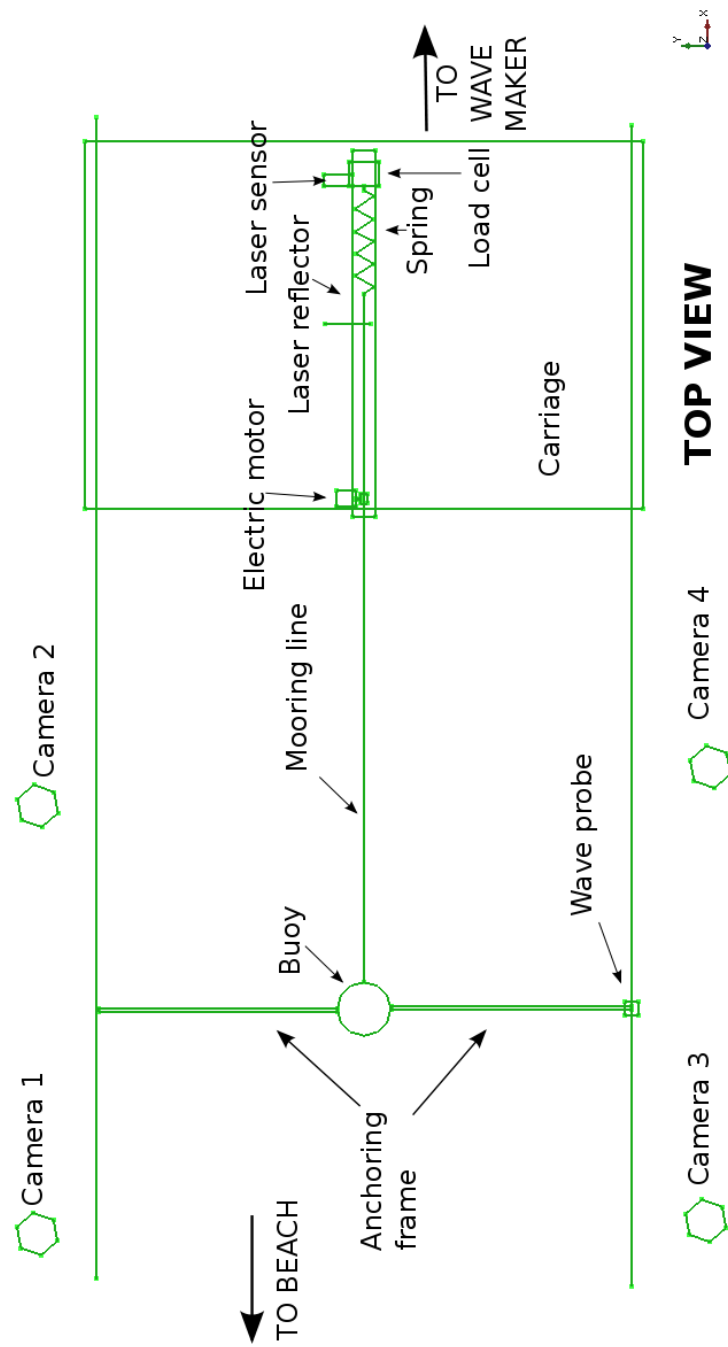 Camera 1
Camera 2
TO BEACH
Anchoring
frame
Buoy
Mooring line
Electric motor
Laser reflector
Laser sensor
TO
WAVE
MAKER
Spring
Load cell
Carriage
Wave probe
Camera 3
Camera 4
TOP VIEW
Y
Z
X